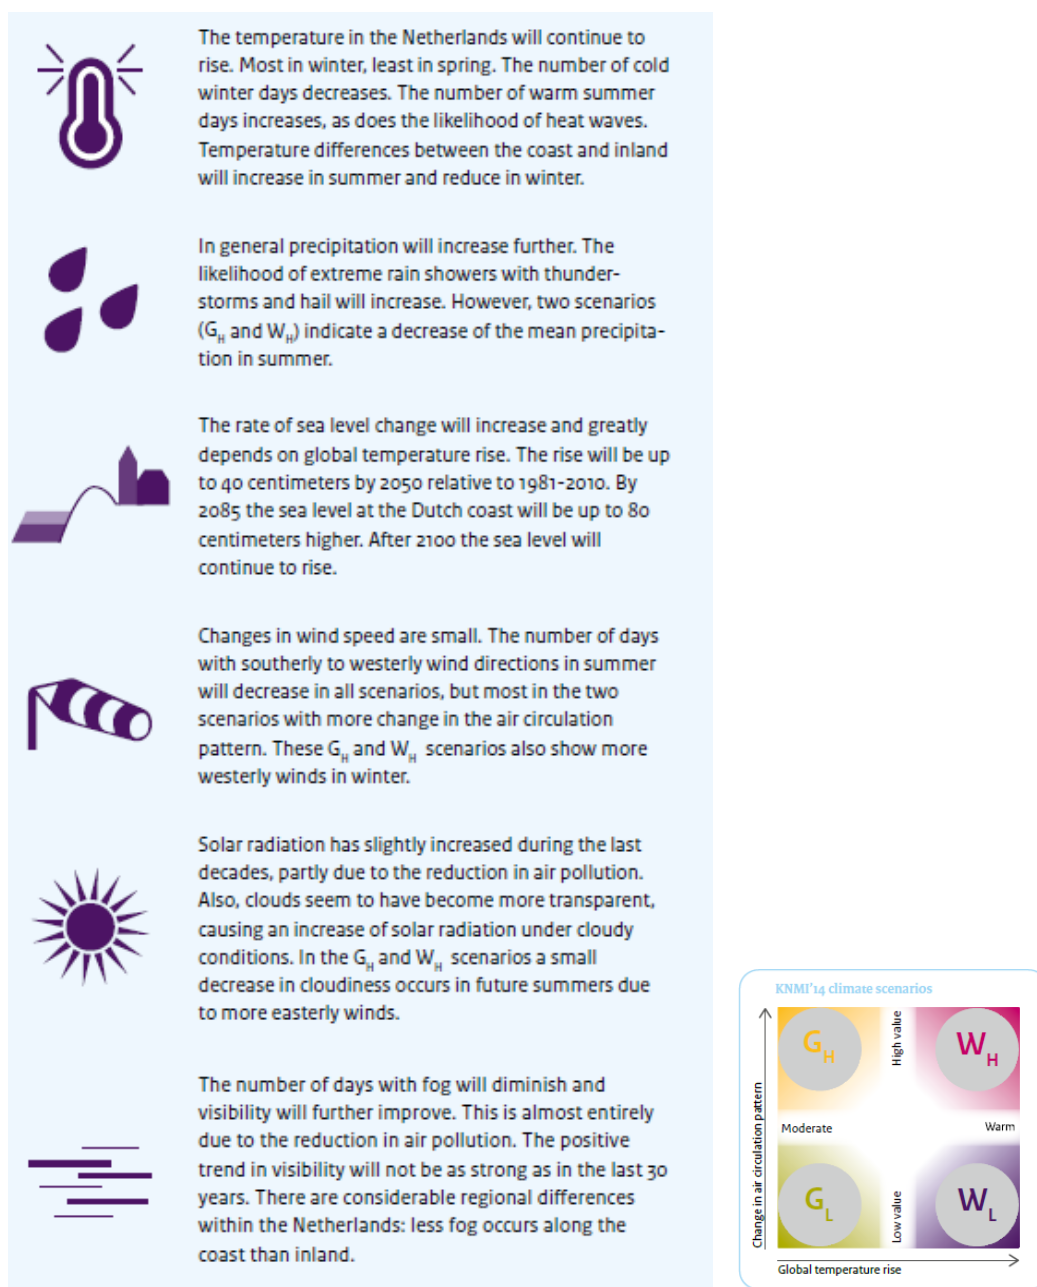 The temperature in the Netherlands will continue to
rise. Most in winter, least in spring. The number of cold
winter days decreases. The number of warm summer
days increases, as does the likelihood of heat waves.
Temperature differences between the coast and inland
will increase in summer and reduce in winter.
In general precipitation will increase further. The
likelihood of extreme rain showers with thunder-
storms and hail will increase. However, two scenarios
(GH and WH) indicate a decrease of the mean precipita-
tion in summer.
The rate of sea level change will increase and greatly
depends on global temperature rise. The rise will be up
to 40 centimeters by 2050 relative to 1981-2010. By
2085 the sea level at the Dutch coast will be up to 80
centimeters higher. After 2100 the sea level will
continue to rise.
Changes in wind speed are small. The number of days
with southerly to westerly wind directions in summer
will decrease in all scenarios, but most in the two
scenarios with more change in the air circulation
pattern. These GH and WH scenarios also show more
westerly winds in winter.
Solar radiation has slightly increased during the last
decades, partly due to the reduction in air pollution.
Also, clouds seem to have become more transparent,
causing an increase of solar radiation under cloudy
conditions. In the GH and WH scenarios a small
decrease in cloudiness occurs in future summers due
to more easterly winds.
The number of days with fog will diminish and
visibility will further improve. This is almost entirely
due to the reduction in air pollution. The positive
trend in visibility will not be as strong as in the last 30
years. There are considerable regional differences
within the Netherlands: less fog occurs along the
coast than inland.
KNMI'14 climate scenarios
Change in air circulation pattern
GH
High value
WH
Moderate
Warm
GL
Low value
WL
Global temperature rise